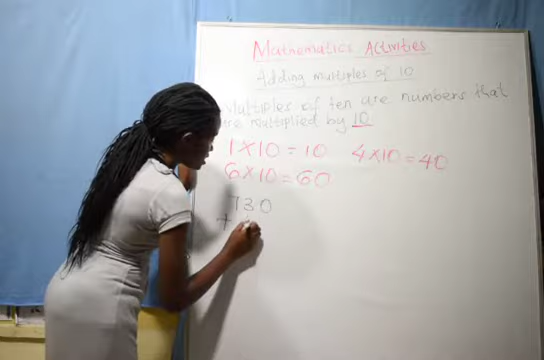 Mathematics Activities
Adding multiples of 10
Multiples of ten are numbers that
are multiplied by 10
1 x 10 = 10 4 x 10 = 40
6 x 10 = 60
730
+